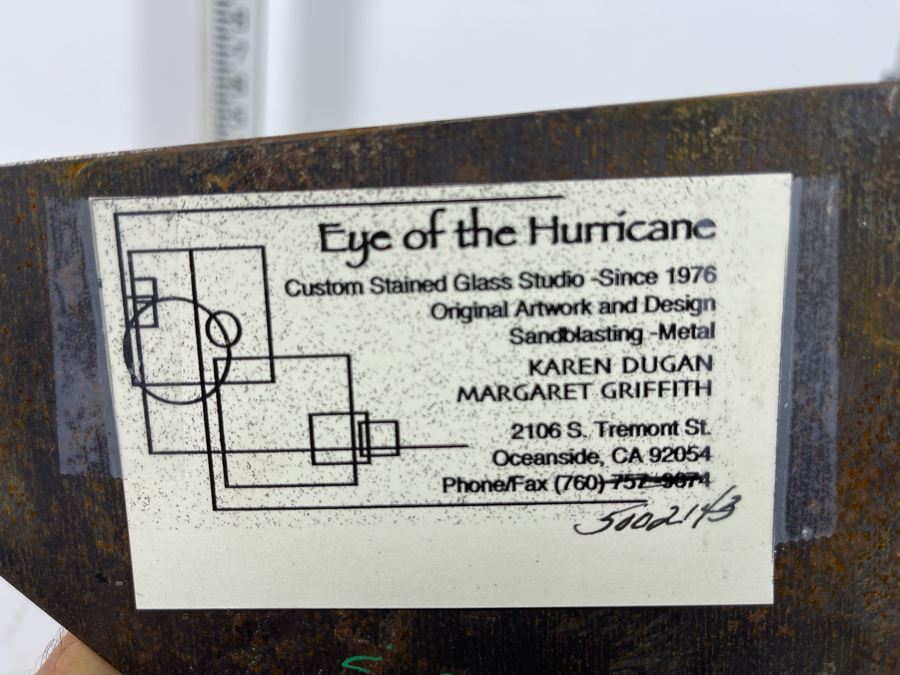 Eye of the Hurricane
Custom Stained Glass Studio -Since 1976
Original Artwork and Design
Sandblasting -Metal
KAREN DUGAN
MARGARET GRIFFITH
2106 S. Tremont St.
Oceanside, CA 92054
Phone/Fax (760) 757-9874
5002143